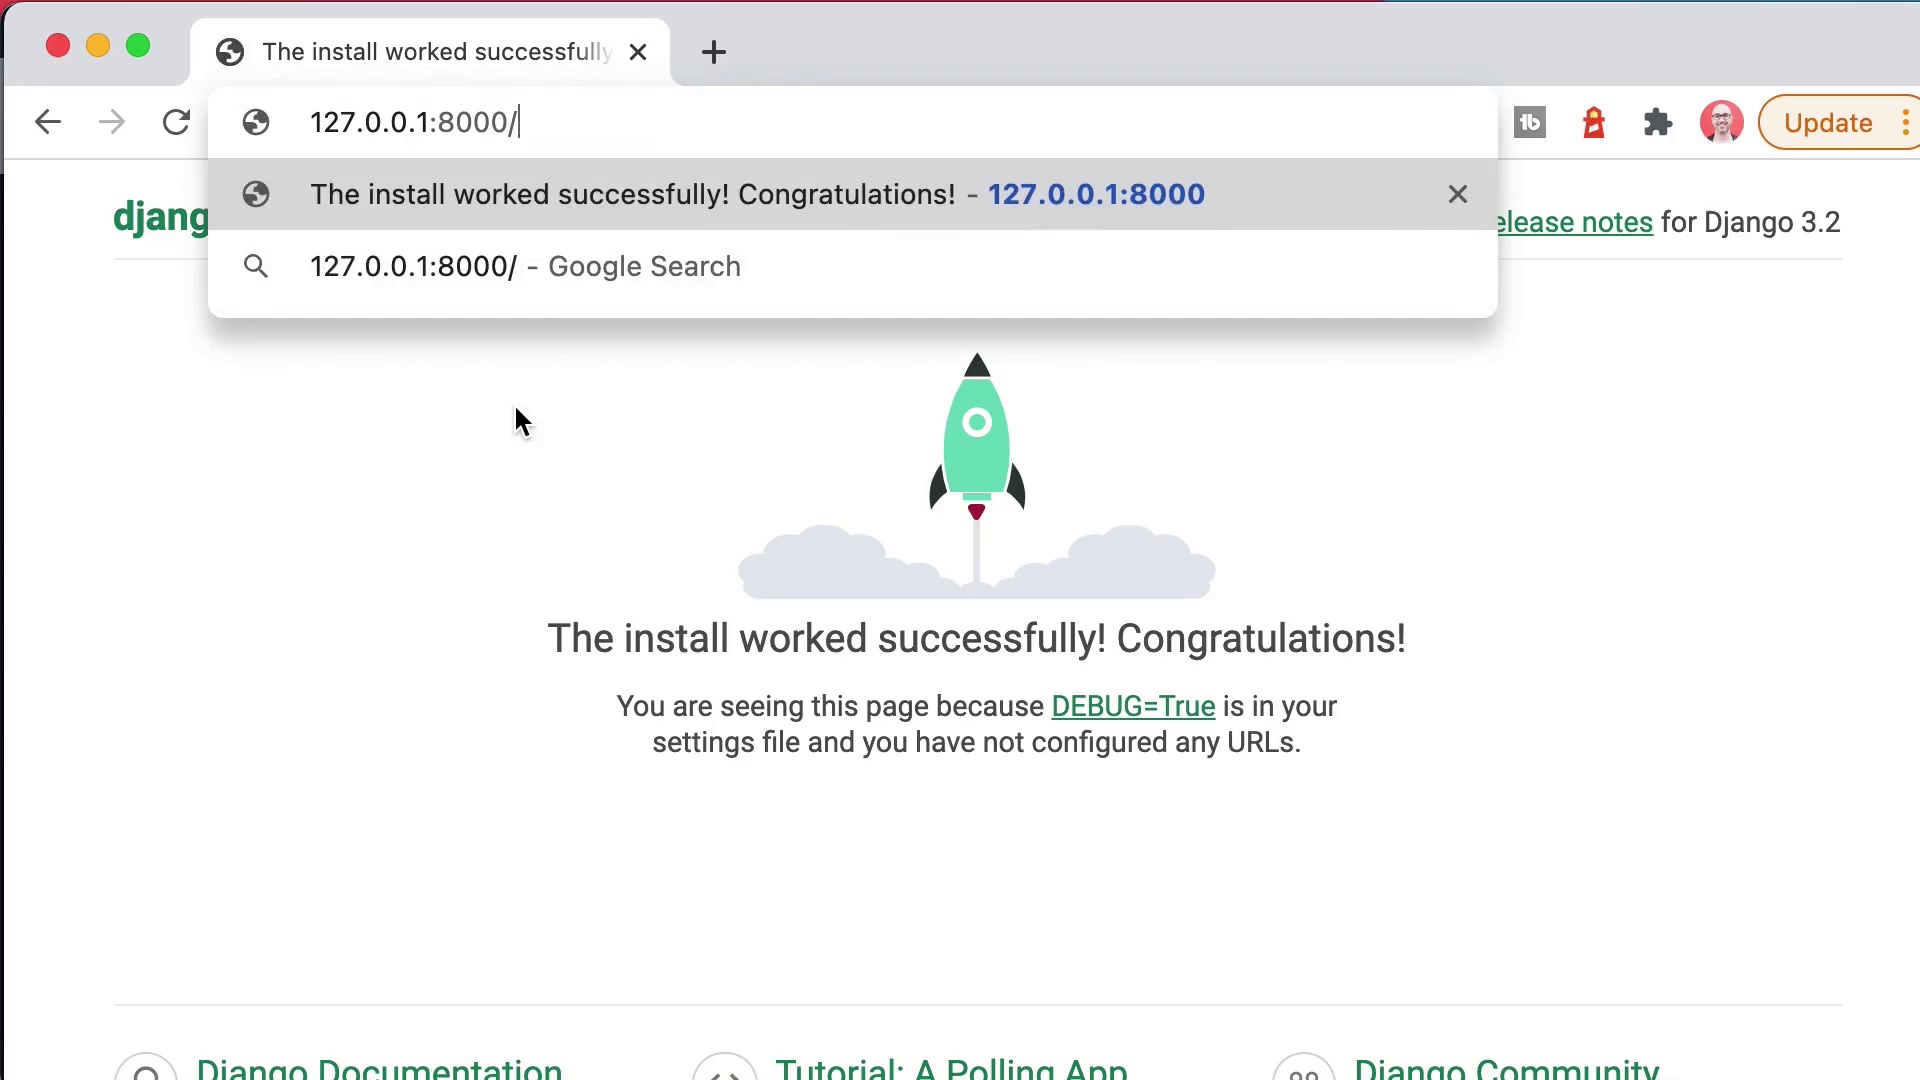 The install worked successfully
127.0.0.1:8000/
tb
Update
The install worked successfully! Congratulations! - 127.0.0.1:8000
djang
elease notes for Django 3.2
127.0.0.1:8000/ - Google Search
The install worked successfully! Congratulations!
You are seeing this page because DEBUG=True is in your
settings file and you have not configured any URLs.
Django Documentation
Tutorial: A Polling App
Django Community